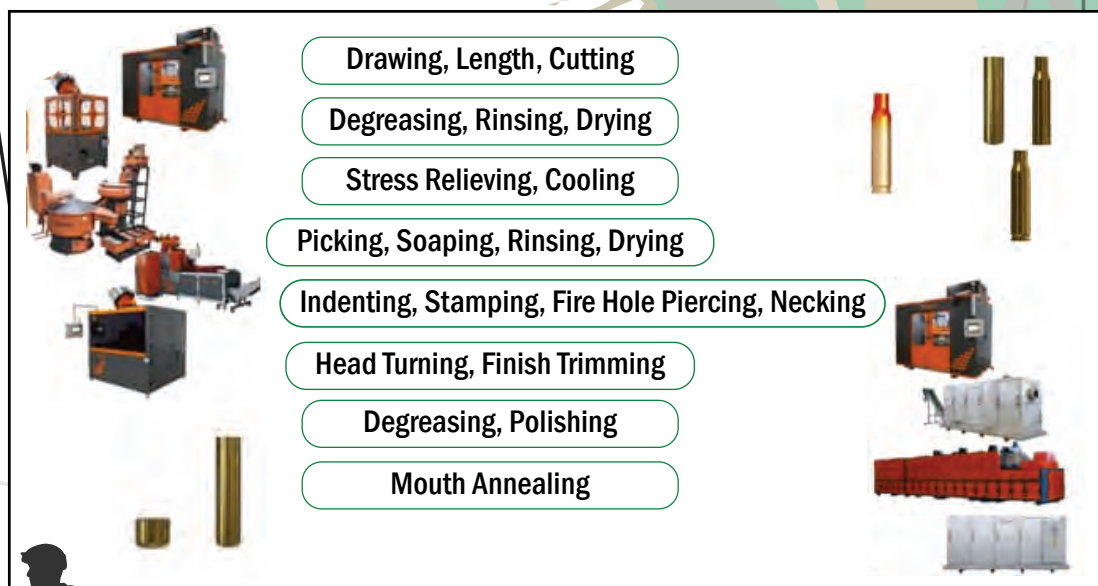 Drawing, Length, Cutting
Degreasing, Rinsing, Drying
Stress Relieving, Cooling
Picking, Soaping, Rinsing, Drying
Indenting, Stamping, Fire Hole Piercing, Necking
Head Turning, Finish Trimming
Degreasing, Polishing
Mouth Annealing